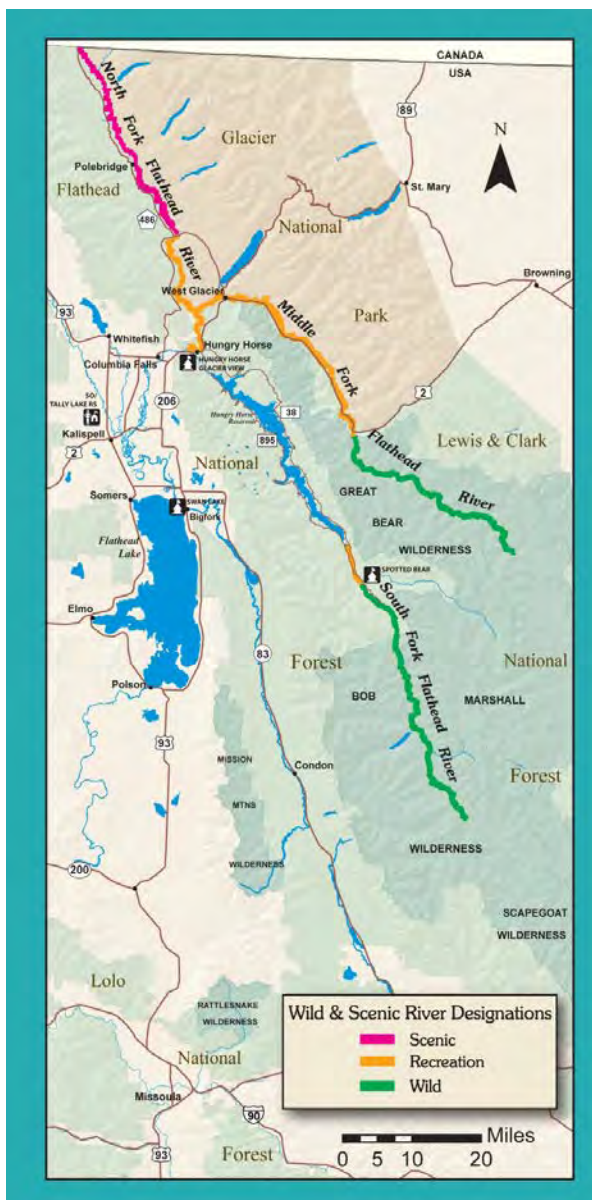 CANADA
USA
89
N
North
Fork
Flathead
River
Glacier
National
Park
Polebridge
Flathead
486
St. Mary
Browning
West Glacier
Middle
Fork
Flathead
River
93
Whitefish
Hungry Horse
HUNGRY HORSE
GLACIER VIEW
Columbia Falls
2
206
SO/
TALLY LAKE RS
Hungry Horse
Reservoir
38
895
Lewis & Clark
Kalispell
2
National
GREAT
BEAR
WILDERNESS
Somers
SWAN LAKE
Bigfork
Flathead
Lake
SPOTTED BEAR
Elmo
South
Fork
Flathead
River
83
Forest
National
BOB
MARSHALL
Polson
93
Forest
MISSION
MTNS
WILDERNESS
Condon
WILDERNESS
200
SCAPEGOAT
WILDERNESS
Lolo
RATTLESNAKE
WILDERNESS
National
Missoula
90
93
Forest
Wild & Scenic River Designations
Scenic
Recreation
Wild
Miles
0 5 10 20